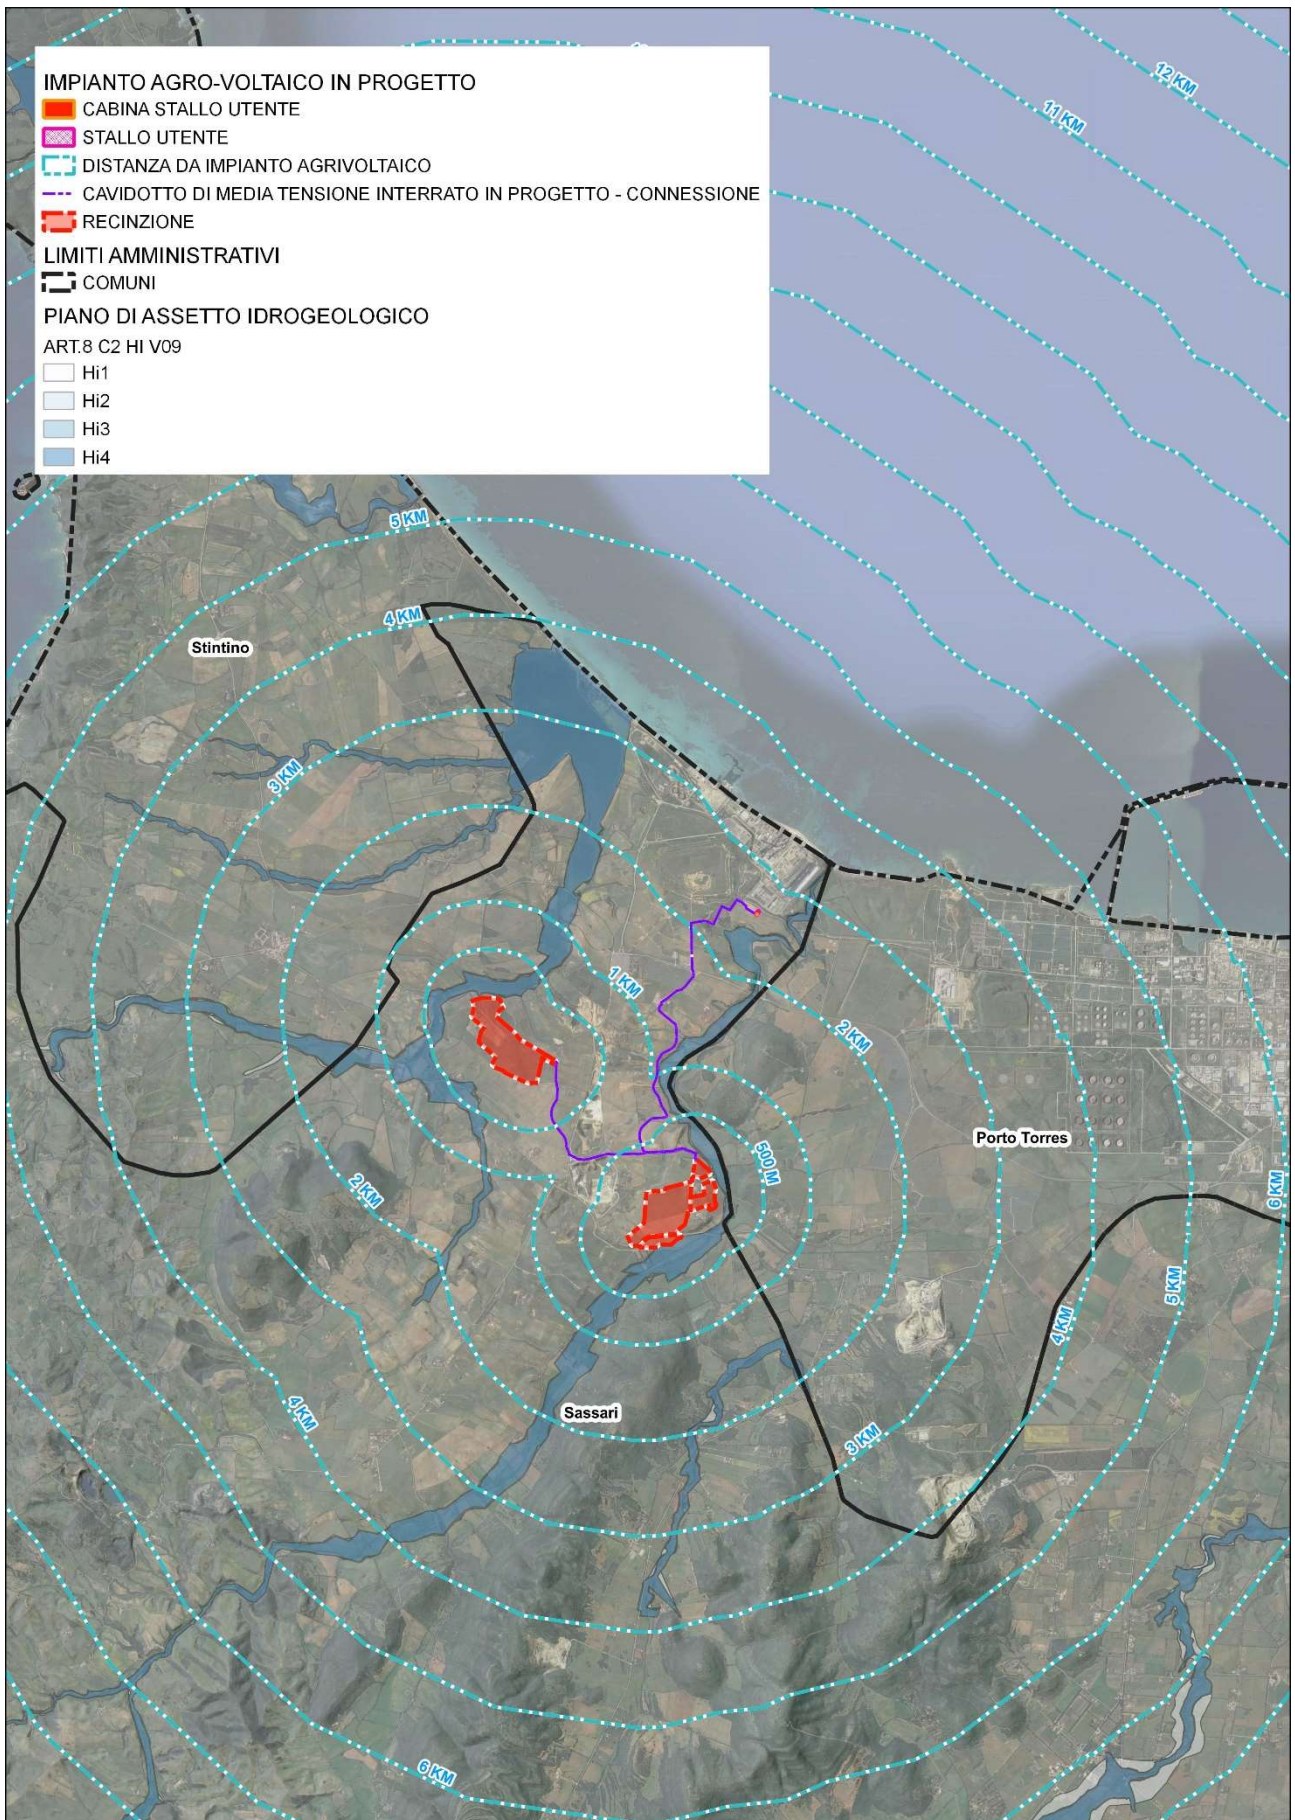 IMPIANTO AGRO-VOLTAICO IN PROGETTO
CABINA STALLO UTENTE
STALLO UTENTE
DISTANZA DA IMPIANTO AGRIVOLTAICO
CAVIDOTTO DI MEDIA TENSIONE INTERRATO IN PROGETTO - CONNESSIONE
RECINZIONE
LIMITI AMMINISTRATIVI
COMUNI
PIANO DI ASSETTO IDROGEOLOGICO
ART.8 C2 HI V09
Hi1
Hi2
Hi3
Hi4
12 KM
11 KM
5 KM
4 KM
Stintino
3 KM
1 KM
2 KM
Porto Torres
500 M
2 KM
6 KM
5 KM
4 KM
4 KM
Sassari
3 KM
6 KM